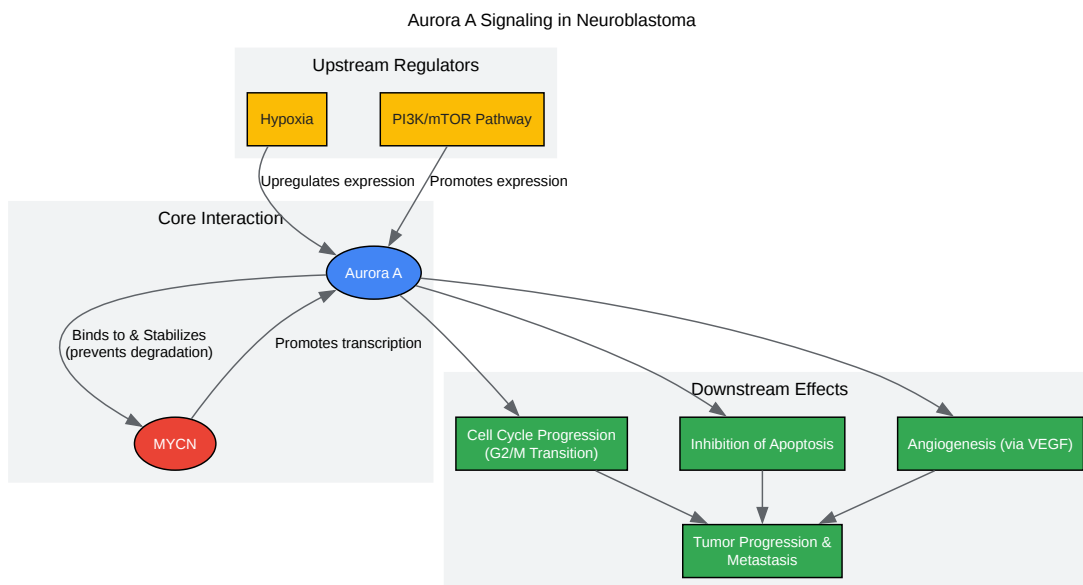 Aurora A Signaling in Neuroblastoma
Upstream Regulators
Hypoxia
PI3K/mTOR Pathway
Upregulates expression
Promotes expression
Core Interaction
Aurora A
Binds to & Stabilizes
(prevents degradation)
Promotes transcription
MYCN
Downstream Effects
Cell Cycle Progression
(G2/M Transition)
Inhibition of Apoptosis
Angiogenesis (via VEGF)
Tumor Progression &
Metastasis